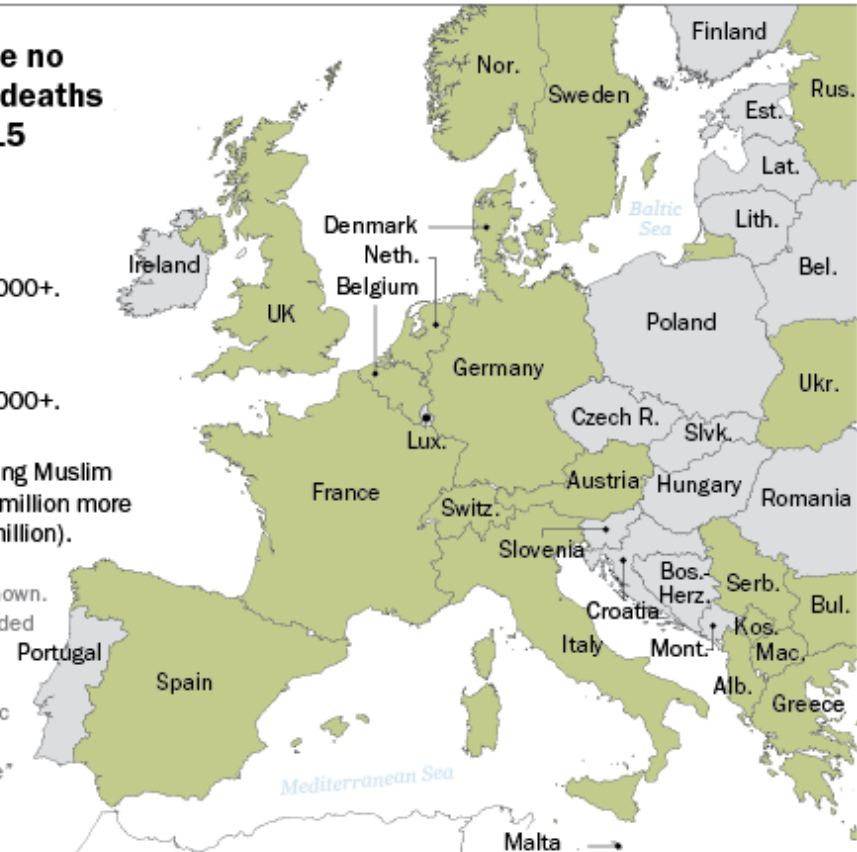 e no
deaths
15
000+.
000+.
ng Muslim
million more
illion).
own.
ded
c
e"
Finland
Nor.
Sweden
Rus.
Est.
Lat.
Baltic
Sea
Lith.
Denmark
Neth.
Ireland
Belgium
Bel.
UK
Poland
Germany
Ukr.
Czech R.
Slvk.
Lux.
Austria
Hungary
France
Romania
Switz.
Slovenia
Bos.-
Herz.
Serb.
Croatia
Bul.
Kos.
Portugal
Italy
Mont.
Mac.
Spain
Alb.
Greece
Mediterranean Sea
Malta